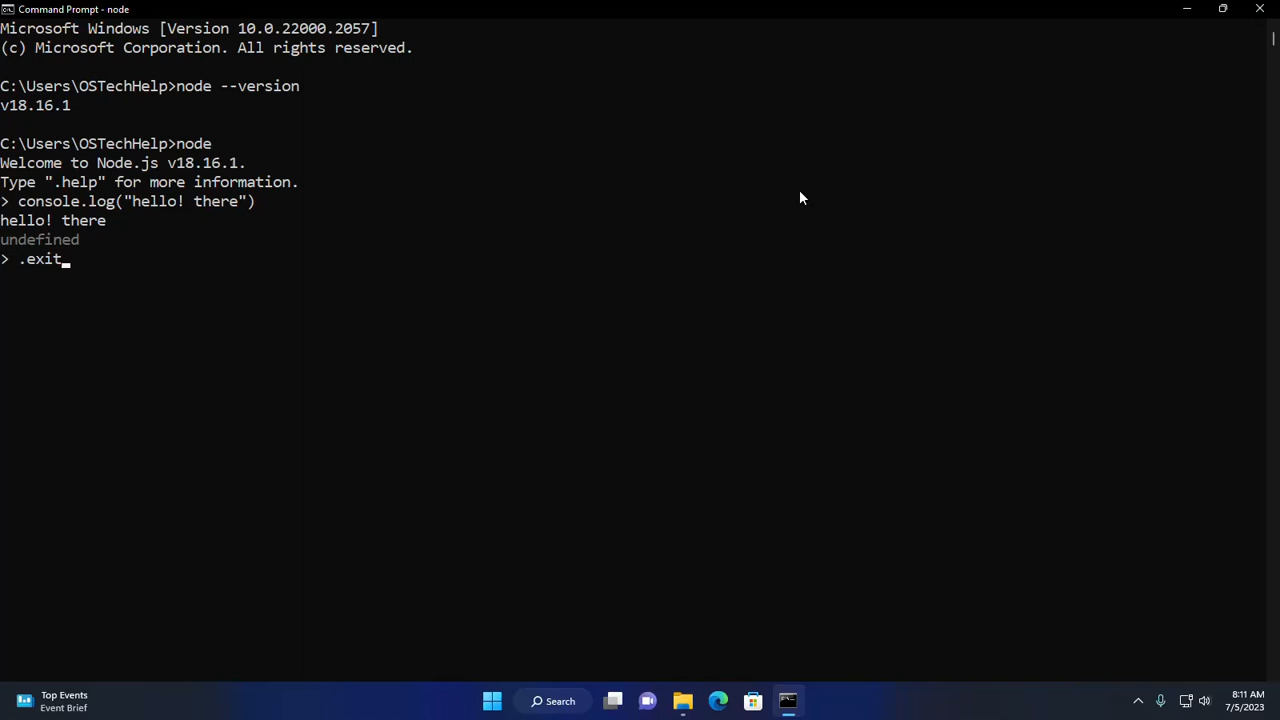 Command Prompt - node
Microsoft Windows [Version 10.0.22000.2057]
(c) Microsoft Corporation. All rights reserved.
C:\Users\OSTechHelp>node --version
v18.16.1
C:\Users\OSTechHelp>node
Welcome to Node.js v18.16.1.
Type ".help" for more information.
> console.log("hello! there")
hello! there
undefined
> .exit
Top Events
Event Brief
Search
8:11 AM
7/5/2023